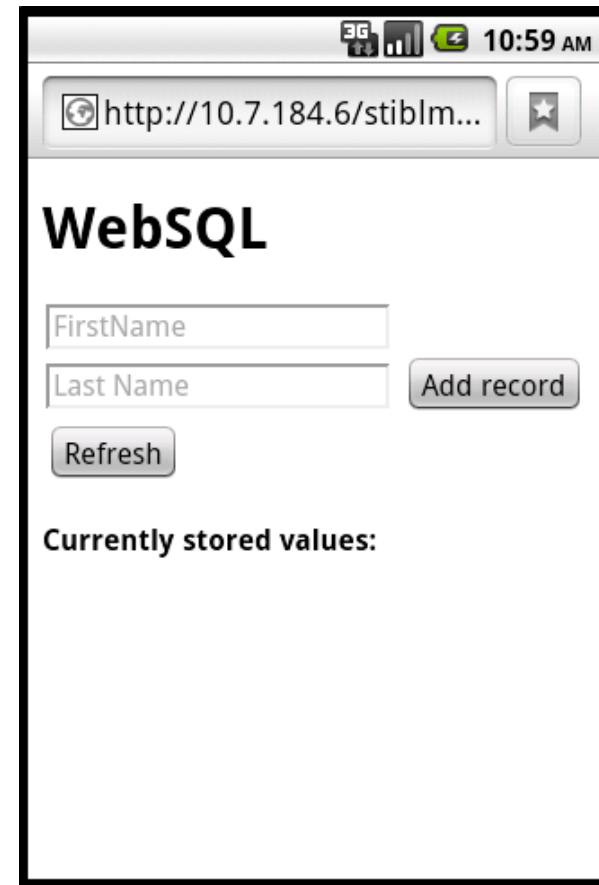 3G 10:59 AM
http://10.7.184.6/stiblm...
WebSQL
FirstName
Last Name Add record
Refresh
Currently stored values: